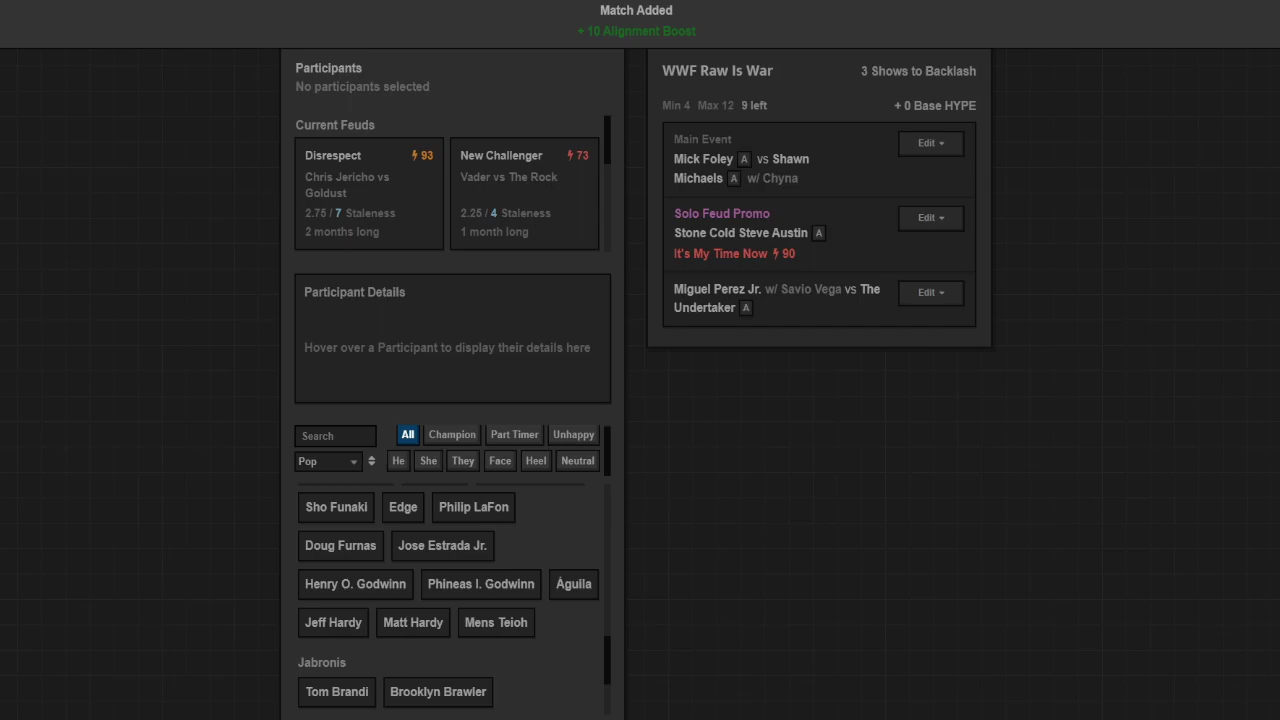 Match Added
+ 10 Alignment Boost
Participants
No participants selected
Current Feuds
Disrespect 93
Chris Jericho vs
Goldust
2.75 / 7 Staleness
2 months long
New Challenger 73
Vader vs The Rock
2.25 / 4 Staleness
1 month long
Participant Details
Hover over a Participant to display their details here
Search All Champion Part Timer Unhappy
Pop He She They Face Heel Neutral
Sho Funaki Edge Philip LaFon
Doug Furnas Jose Estrada Jr.
Henry O. Godwinn Phineas I. Godwinn Águila
Jeff Hardy Matt Hardy Mens Teioh
Jabronis
Tom Brandi Brooklyn Brawler
WWF Raw Is War 3 Shows to Backlash
Min 4 Max 12 9 left + 0 Base HYPE
Main Event Edit
Mick Foley A vs Shawn
Michaels A w/ Chyna
Solo Feud Promo Edit
Stone Cold Steve Austin A
It's My Time Now 90
Miguel Perez Jr. w/ Savio Vega vs The Edit
Undertaker A